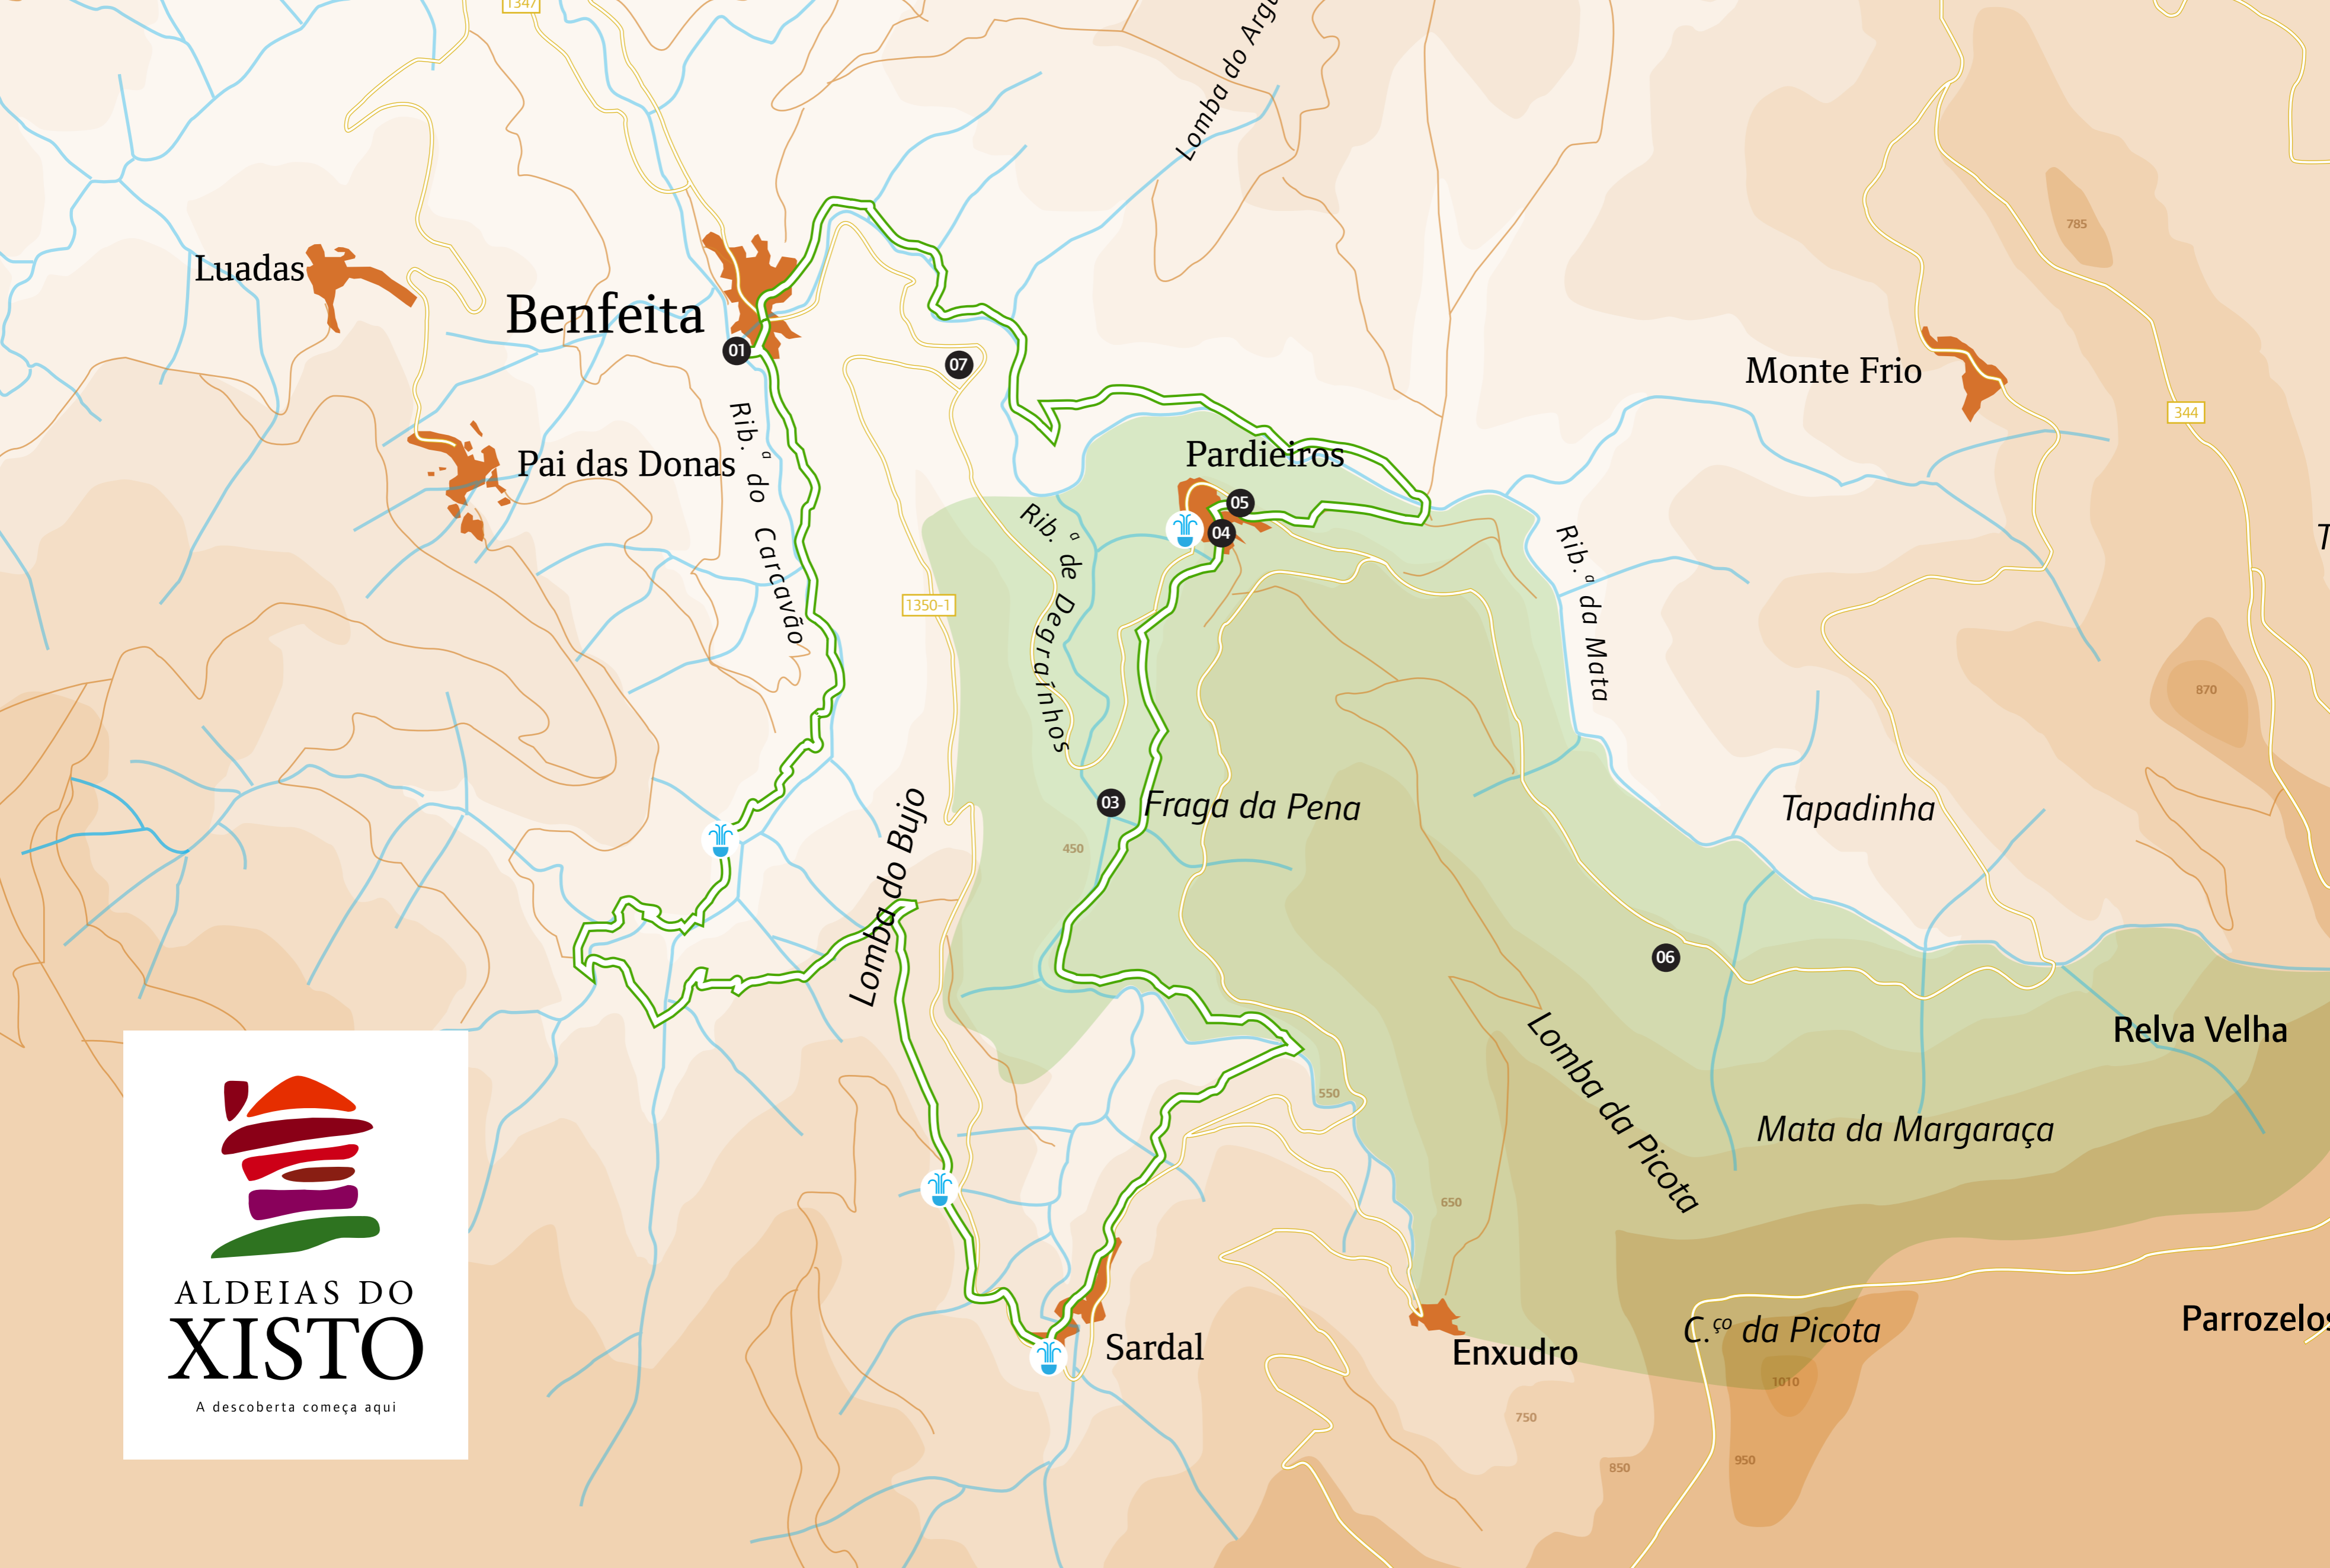 1347
Lomba do Argu
785
Luadas
Benfeita
01
07
Monte Frio
344
Pai das Donas
Rib.ª do Carcavão
Pardieiros
05
04
Rib.ª de Degraínhos
Rib.ª da Mata
T
1350-1
870
03
Fraga da Pena
Tapadinha
450
Lomba do Bujo
06
Relva Velha
Lomba da Picota
550
Mata da Margaraça
650
ALDEIAS DO
XISTO
A descoberta começa aqui
Sardal
Enxudro
C.ço da Picota
Parrozelos
1010
750
950
850